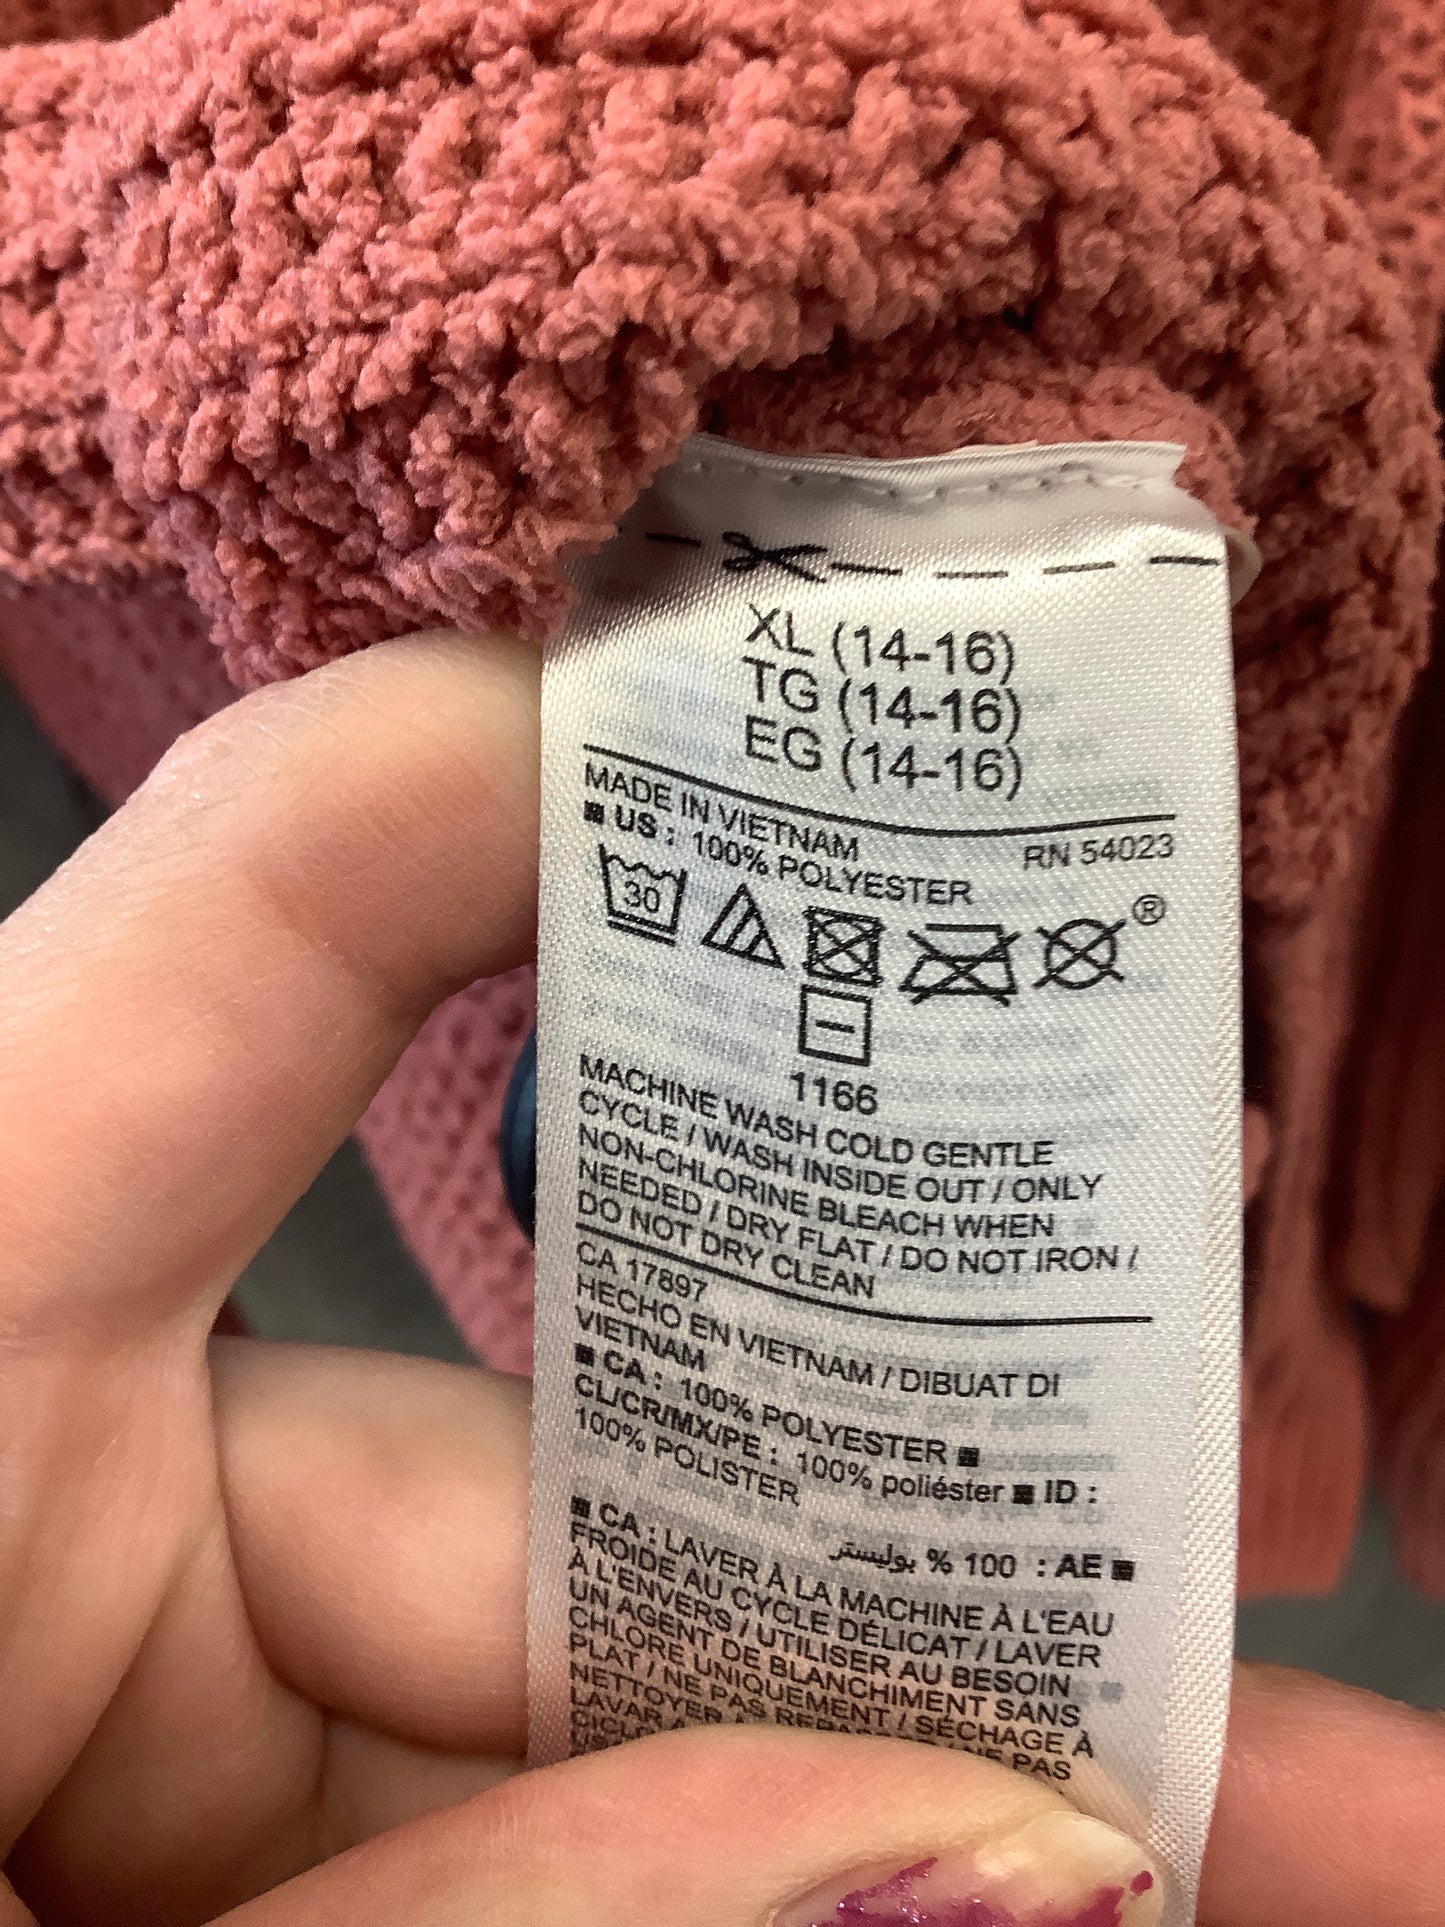 XL (14-16)
TG (14-16)
EG (14-16)
MADE IN VIETNAM
RN 54023
■ US : 100% POLYESTER
30
®
1166
MACHINE WASH COLD GENTLE
CYCLE / WASH INSIDE OUT / ONLY
NON-CHLORINE BLEACH WHEN
NEEDED / DRY FLAT / DO NOT IRON /
DO NOT DRY CLEAN
CA 17897
HECHO EN VIETNAM / DIBUAT DI
VIETNAM
■ CA : 100% POLYESTER ■
CL/CR/MX/PE : 100% poliéster ■ ID :
100% POLISTER
■ AE : 100 % بوليستر
■ CA : LAVER À LA MACHINE À L'EAU
FROIDE AU CYCLE DÉLICAT / LAVER
À L'ENVERS / UTILISER AU BESOIN
UN AGENT DE BLANCHIMENT SANS
CHLORE UNIQUEMENT / SÉCHAGE À
PLAT / NE PAS REPASSER / NE PAS
NETTOYER
LAVAR